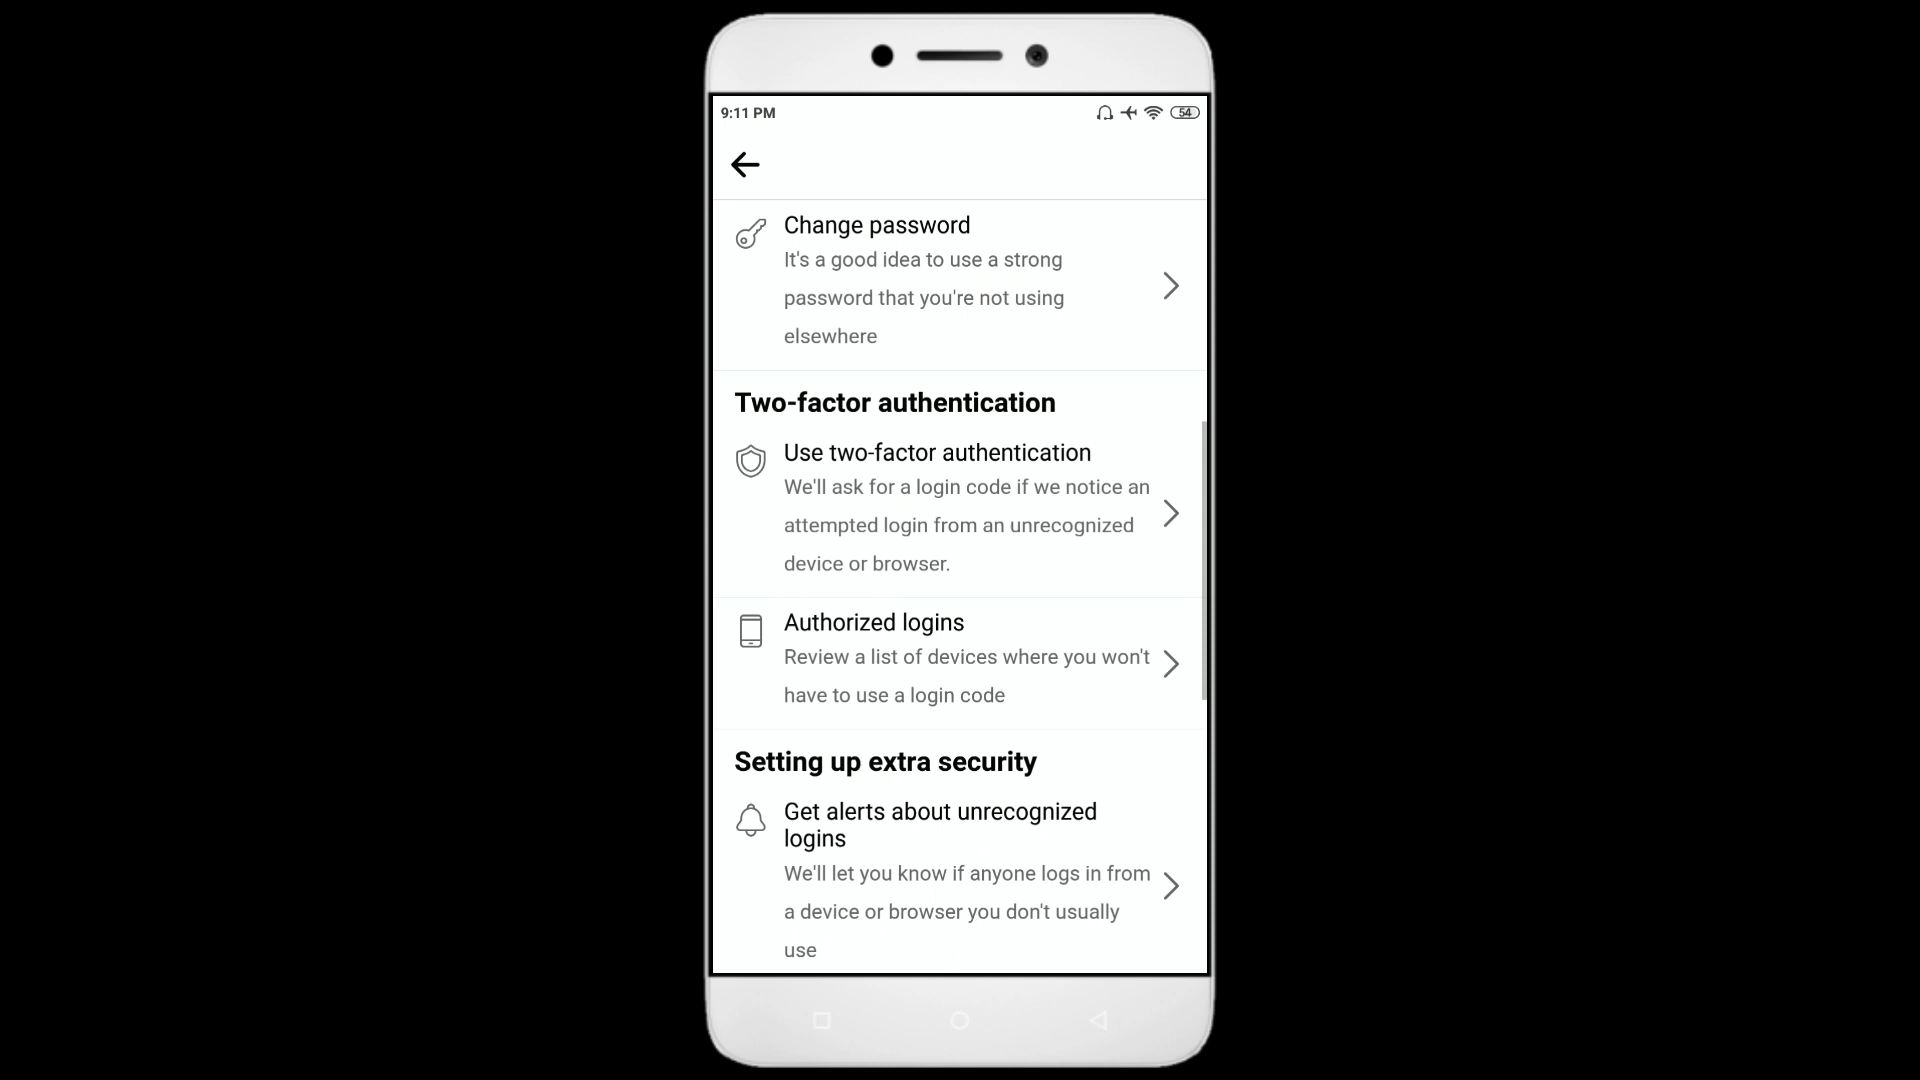 9:11 PM
54
Change password
It's a good idea to use a strong
password that you're not using
elsewhere
Two-factor authentication
Use two-factor authentication
We'll ask for a login code if we notice an
attempted login from an unrecognized
device or browser.
Authorized logins
Review a list of devices where you won't
have to use a login code
Setting up extra security
Get alerts about unrecognized
logins
We'll let you know if anyone logs in from
a device or browser you don't usually
use